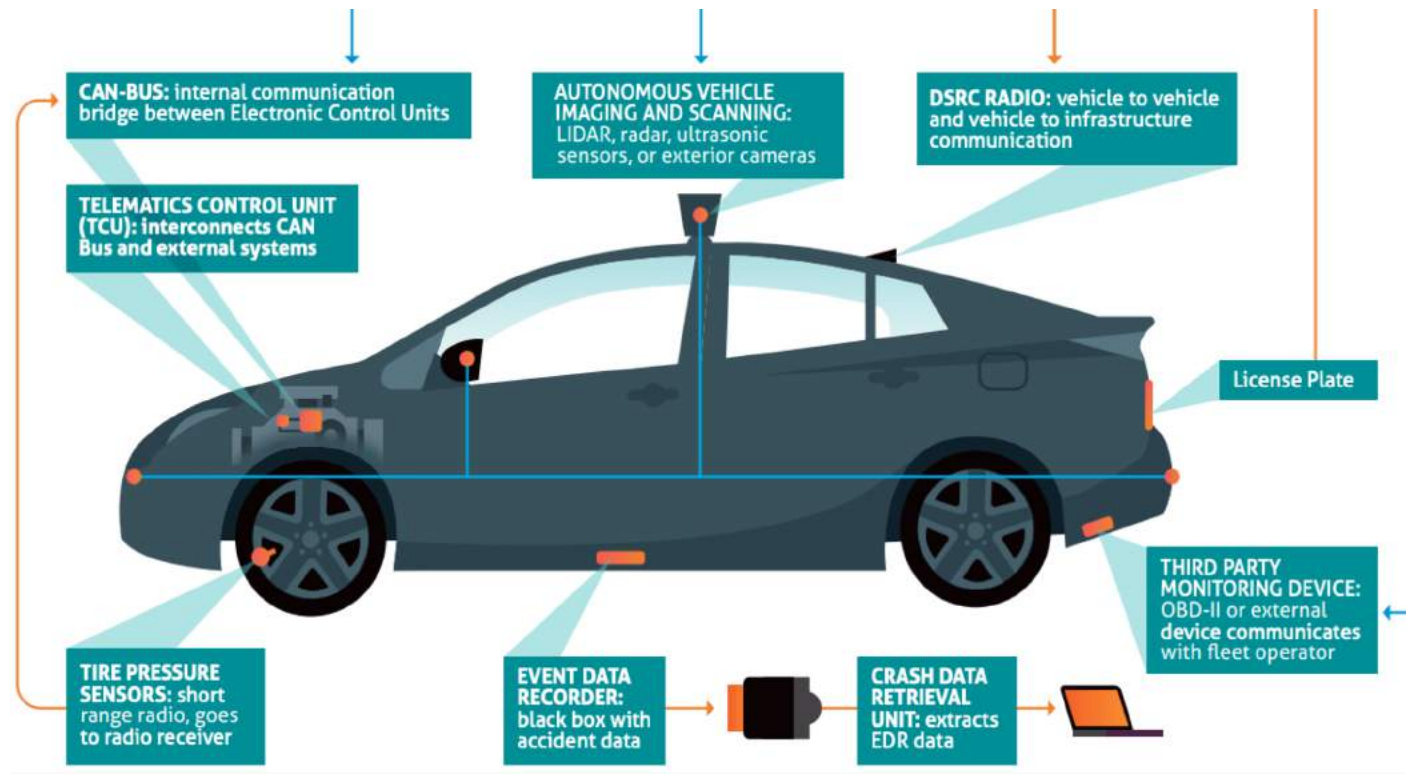 CAN-BUS: internal communication
bridge between Electronic Control Units
AUTONOMOUS VEHICLE
IMAGING AND SCANNING:
LIDAR, radar, ultrasonic
sensors, or exterior cameras
DSRC RADIO: vehicle to vehicle
and vehicle to infrastructure
communication
TELEMATICS CONTROL UNIT
(TCU): interconnects CAN
Bus and external systems
License Plate
THIRD PARTY
MONITORING DEVICE:
OBD-II or external
device communicates
with fleet operator
TIRE PRESSURE
SENSORS: short
range radio, goes
to radio receiver
EVENT DATA
RECORDER:
black box with
accident data
CRASH DATA
RETRIEVAL
UNIT: extracts
EDR data